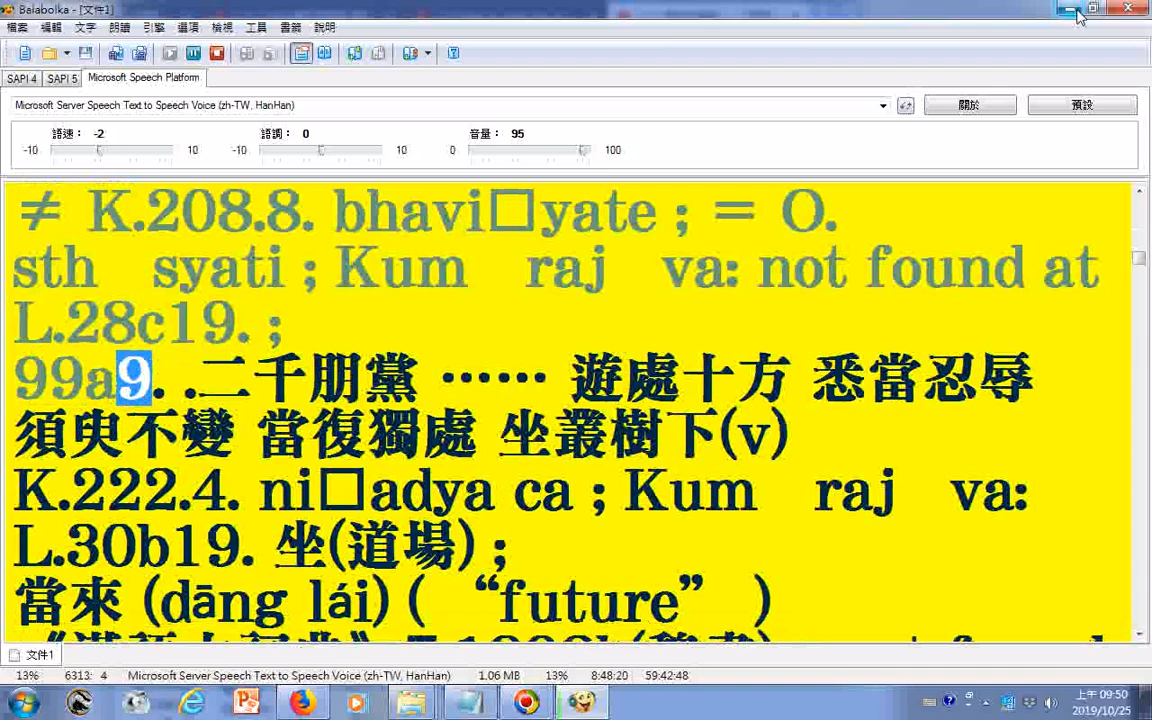 Balabolka - [文件1]
檔案 編輯 文字 朗讀 引擎 選項 檢視 工具 書籤 說明
SAPI 4 SAPI 5 Microsoft Speech Platform
Microsoft Server Speech Text to Speech Voice (zh-TW, HanHan) 關於 預設
語速： -2 語調： 0 音量： 95
-10 10 -10 10 0 100
≠ K.208.8. bhavi□yate ; = O.
sth syati ; Kum raj va: not found at
L.28c19. ;
99a9. .二千朋黨 …… 遊處十方 悉當忍辱
須臾不變 當復獨處 坐叢樹下(v)
K.222.4. ni□adya ca ; Kum raj va:
L.30b19. 坐(道場) ;
當來 (dāng lái) ( “future” )
文件1
13% 6313: 4 Microsoft Server Speech Text to Speech Voice (zh-TW, HanHan) 1.06 MB 13% 8:48:20 59:42:48
上午 09:50
2019/10/25